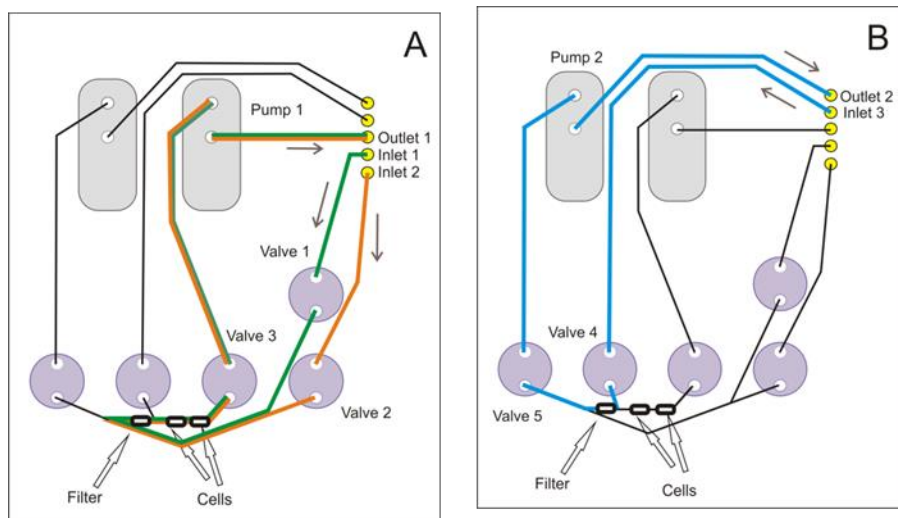 A
Pump 1
Outlet 1
Inlet 1
Inlet 2
Valve 1
Valve 3
Valve 2
Filter
Cells
B
Pump 2
Outlet 2
Inlet 3
Valve 4
Valve 5
Filter
Cells